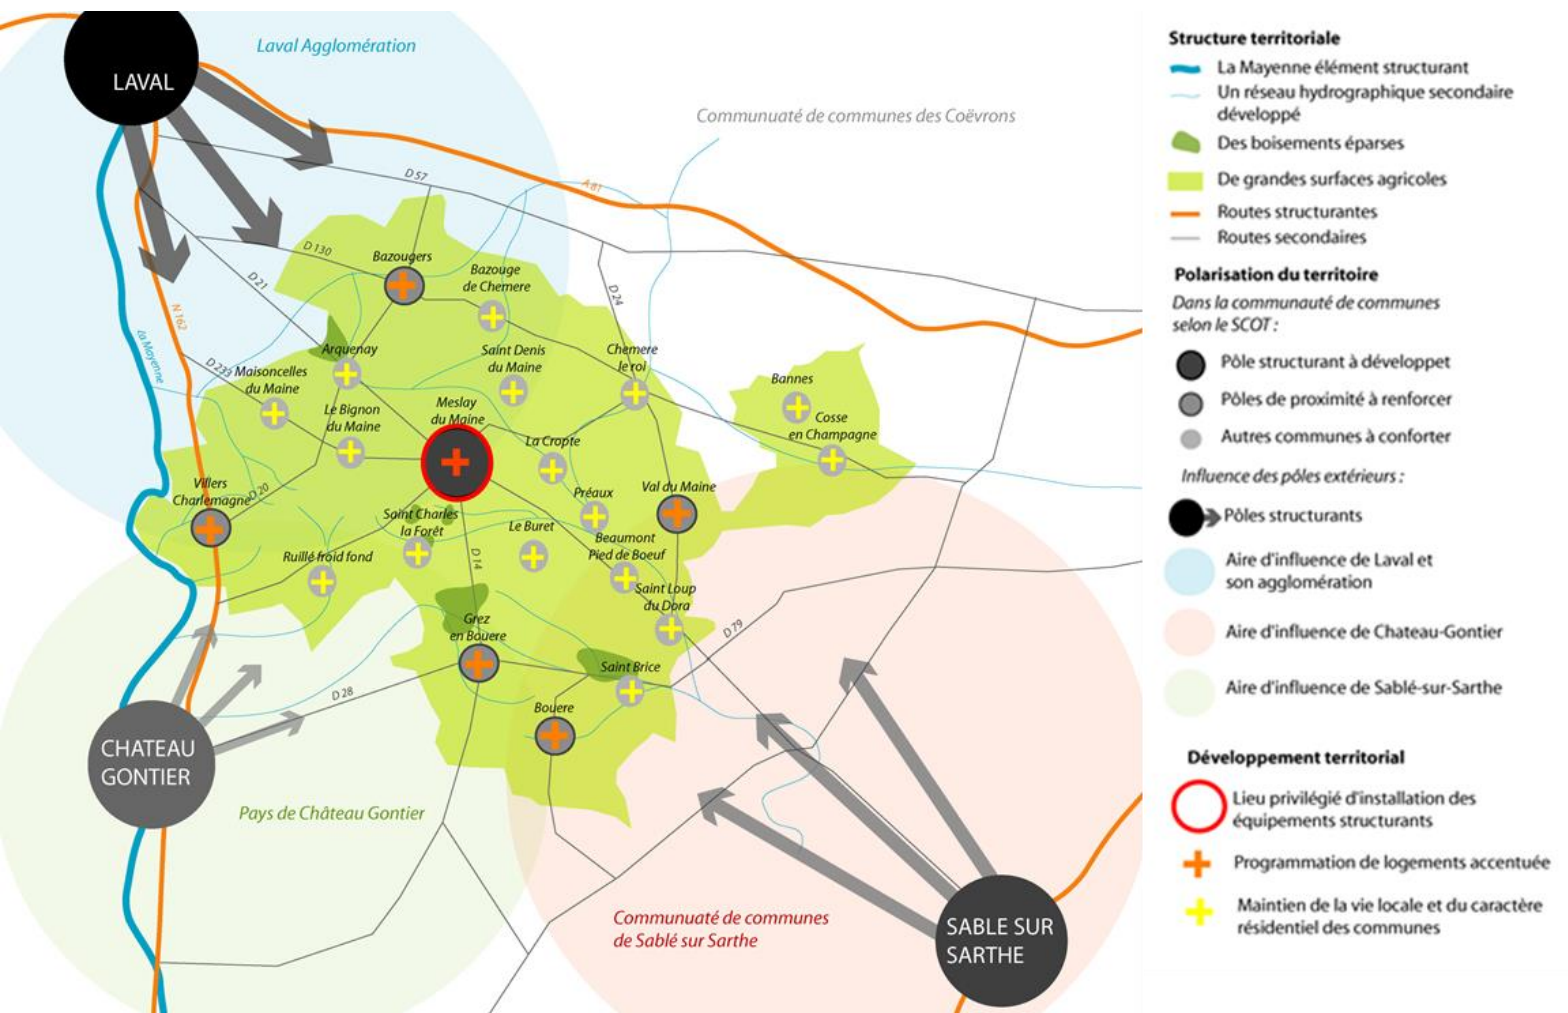 LAVAL
Laval Agglomération
Communuaté de communes des Coëvrons
D 57
A 81
D 130
D 21
D 24
N 162
la Mayenne
D 233
Bazougers
Bazouge
de Chemere
Arquenay
Saint Denis
du Maine
Chemere
le roi
Maisoncelles
du Maine
Le Bignon
du Maine
Meslay
du Maine
Bannes
Cosse
en Champagne
La Cropte
Villers
Charlemagne
D 20
Préaux
Val du Maine
Saint Charles
la Forêt
Le Buret
Beaumont
Pied de Boeuf
Ruillé froid fond
D 14
Saint Loup
du Dora
Grez
en Bouere
D 79
Saint Brice
D 28
Bouere
CHATEAU
GONTIER
Pays de Château Gontier
Communuaté de communes
de Sablé sur Sarthe
SABLE SUR
SARTHE
Structure territoriale
La Mayenne élément structurant
Un réseau hydrographique secondaire
développé
Des boisements éparses
De grandes surfaces agricoles
Routes structurantes
Routes secondaires
Polarisation du territoire
Dans la communauté de communes
selon le SCOT :
Pôle structurant à développet
Pôles de proximité à renforcer
Autres communes à conforter
Influence des pôles extérieurs :
Pôles structurants
Aire d'influence de Laval et
son agglomération
Aire d'influence de Chateau-Gontier
Aire d'influence de Sablé-sur-Sarthe
Développement territorial
Lieu privilégié d'installation des
équipements structurants
Programmation de logements accentuée
Maintien de la vie locale et du caractère
résidentiel des communes